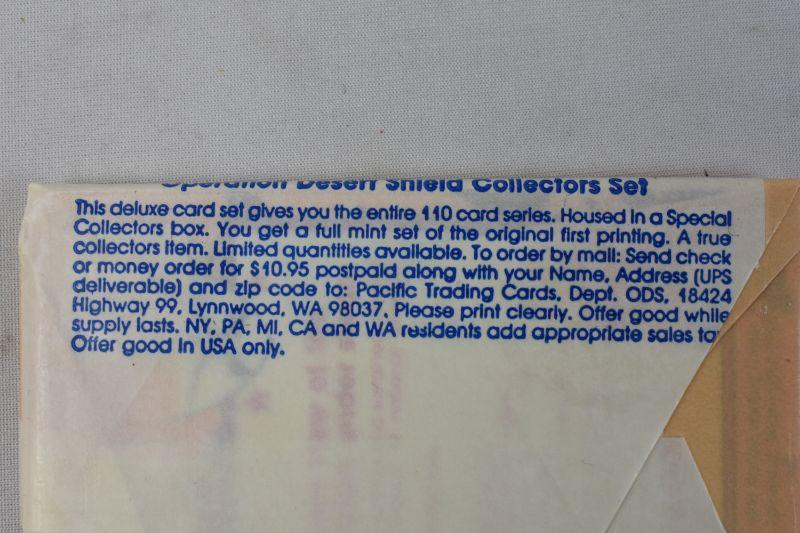 Operation Desert Shield Collectors Set
This deluxe card set gives you the entire 110 card series. Housed in a Special
Collectors box. You get a full mint set of the original first printing. A true
collectors item. Limited quantities available. To order by mail: Send check
or money order for $10.95 postpaid along with your Name, Address (UPS
deliverable) and zip code to: Pacific Trading Cards, Dept. ODS, 18424
Highway 99, Lynnwood, WA 98037. Please print clearly. Offer good while
supply lasts. NY, PA, MI, CA and WA residents add appropriate sales tax
Offer good in USA only.